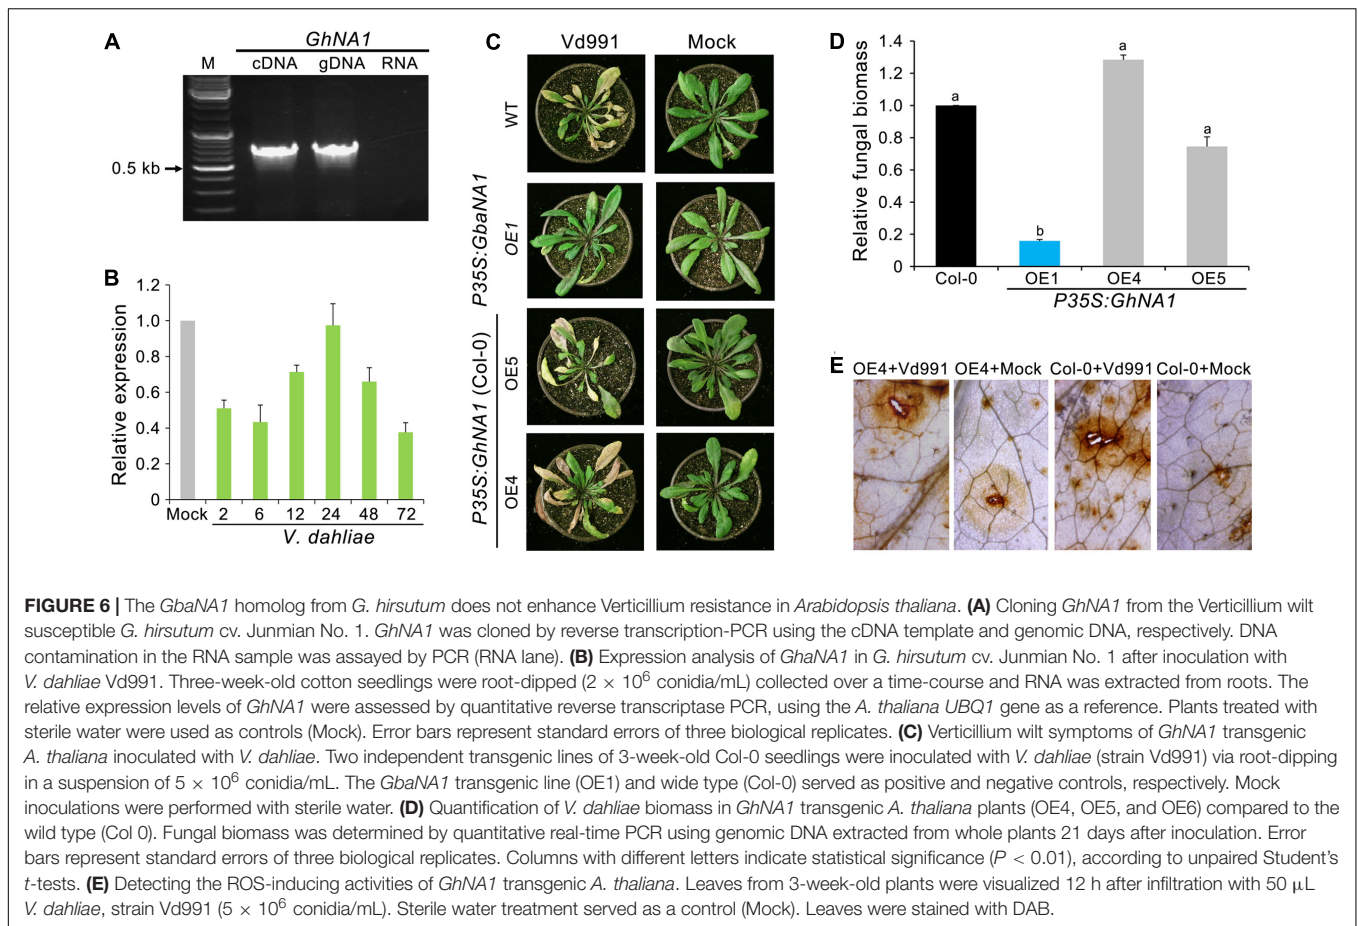 A
GhNA1
M cDNA gDNA RNA
0.5 kb
B
1.2
1.0
0.8
0.6
0.4
0.2
0
Relative expression
Mock 2 6 12 24 48 72
V. dahliae
C
Vd991 Mock
WT
P35S:GbaNA1
OE1
P35S:GhNA1 (Col-0)
OE5
OE4
D
1.4
1.2
1.0
0.8
0.6
0.4
0.2
0
Relative fungal biomass
a
b
a
a
Col-0 OE1 OE4 OE5
P35S:GhNA1
E
OE4+Vd991 OE4+Mock Col-0+Vd991 Col-0+Mock
FIGURE 6 | The GbaNA1 homolog from G. hirsutum does not enhance Verticillium resistance in Arabidopsis thaliana. (A) Cloning GhNA1 from the Verticillium wilt
susceptible G. hirsutum cv. Junmian No. 1. GhNA1 was cloned by reverse transcription-PCR using the cDNA template and genomic DNA, respectively. DNA
contamination in the RNA sample was assayed by PCR (RNA lane). (B) Expression analysis of GhaNA1 in G. hirsutum cv. Junmian No. 1 after inoculation with
V. dahliae Vd991. Three-week-old cotton seedlings were root-dipped (2 × 10⁶ conidia/mL) collected over a time-course and RNA was extracted from roots. The
relative expression levels of GhNA1 were assessed by quantitative reverse transcriptase PCR, using the A. thaliana UBQ1 gene as a reference. Plants treated with
sterile water were used as controls (Mock). Error bars represent standard errors of three biological replicates. (C) Verticillium wilt symptoms of GhNA1 transgenic
A. thaliana inoculated with V. dahliae. Two independent transgenic lines of 3-week-old Col-0 seedlings were inoculated with V. dahliae (strain Vd991) via root-dipping
in a suspension of 5 × 10⁶ conidia/mL. The GbaNA1 transgenic line (OE1) and wide type (Col-0) served as positive and negative controls, respectively. Mock
inoculations were performed with sterile water. (D) Quantification of V. dahliae biomass in GhNA1 transgenic A. thaliana plants (OE4, OE5, and OE6) compared to the
wild type (Col 0). Fungal biomass was determined by quantitative real-time PCR using genomic DNA extracted from whole plants 21 days after inoculation. Error
bars represent standard errors of three biological replicates. Columns with different letters indicate statistical significance (P < 0.01), according to unpaired Student's
t-tests. (E) Detecting the ROS-inducing activities of GhNA1 transgenic A. thaliana. Leaves from 3-week-old plants were visualized 12 h after infiltration with 50 μL
V. dahliae, strain Vd991 (5 × 10⁶ conidia/mL). Sterile water treatment served as a control (Mock). Leaves were stained with DAB.